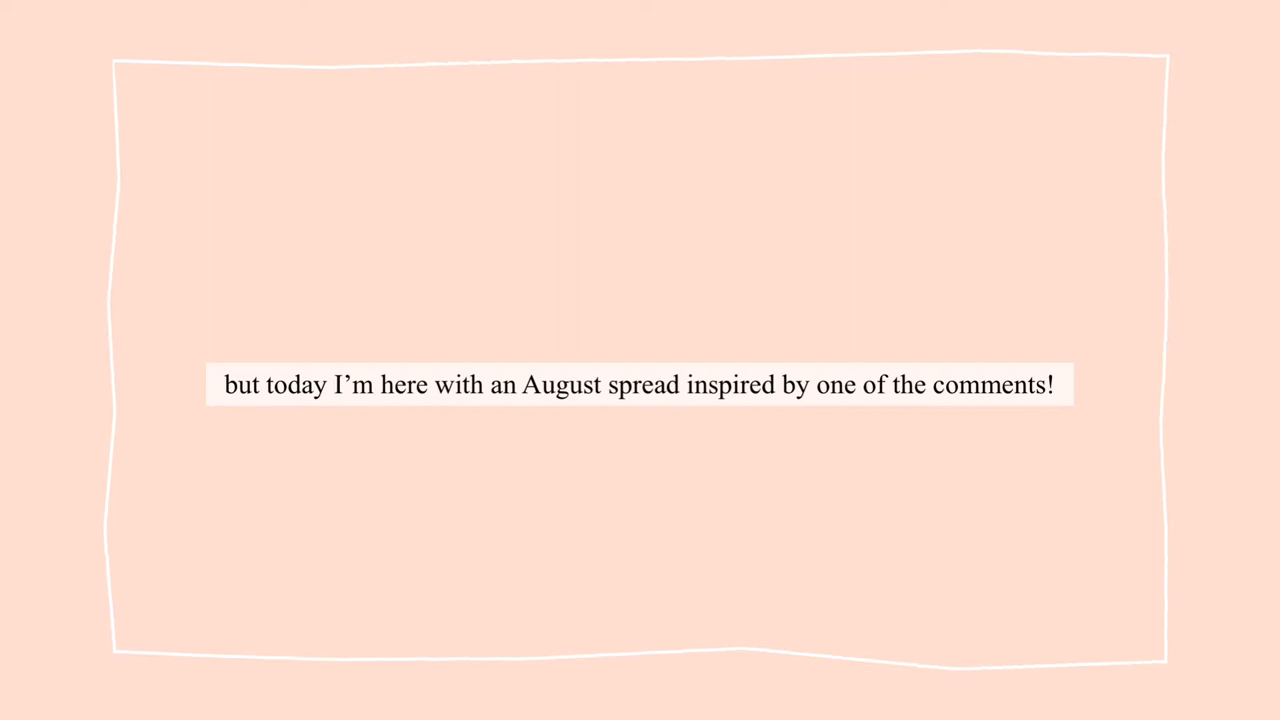 but today I’m here with an August spread inspired by one of the comments!